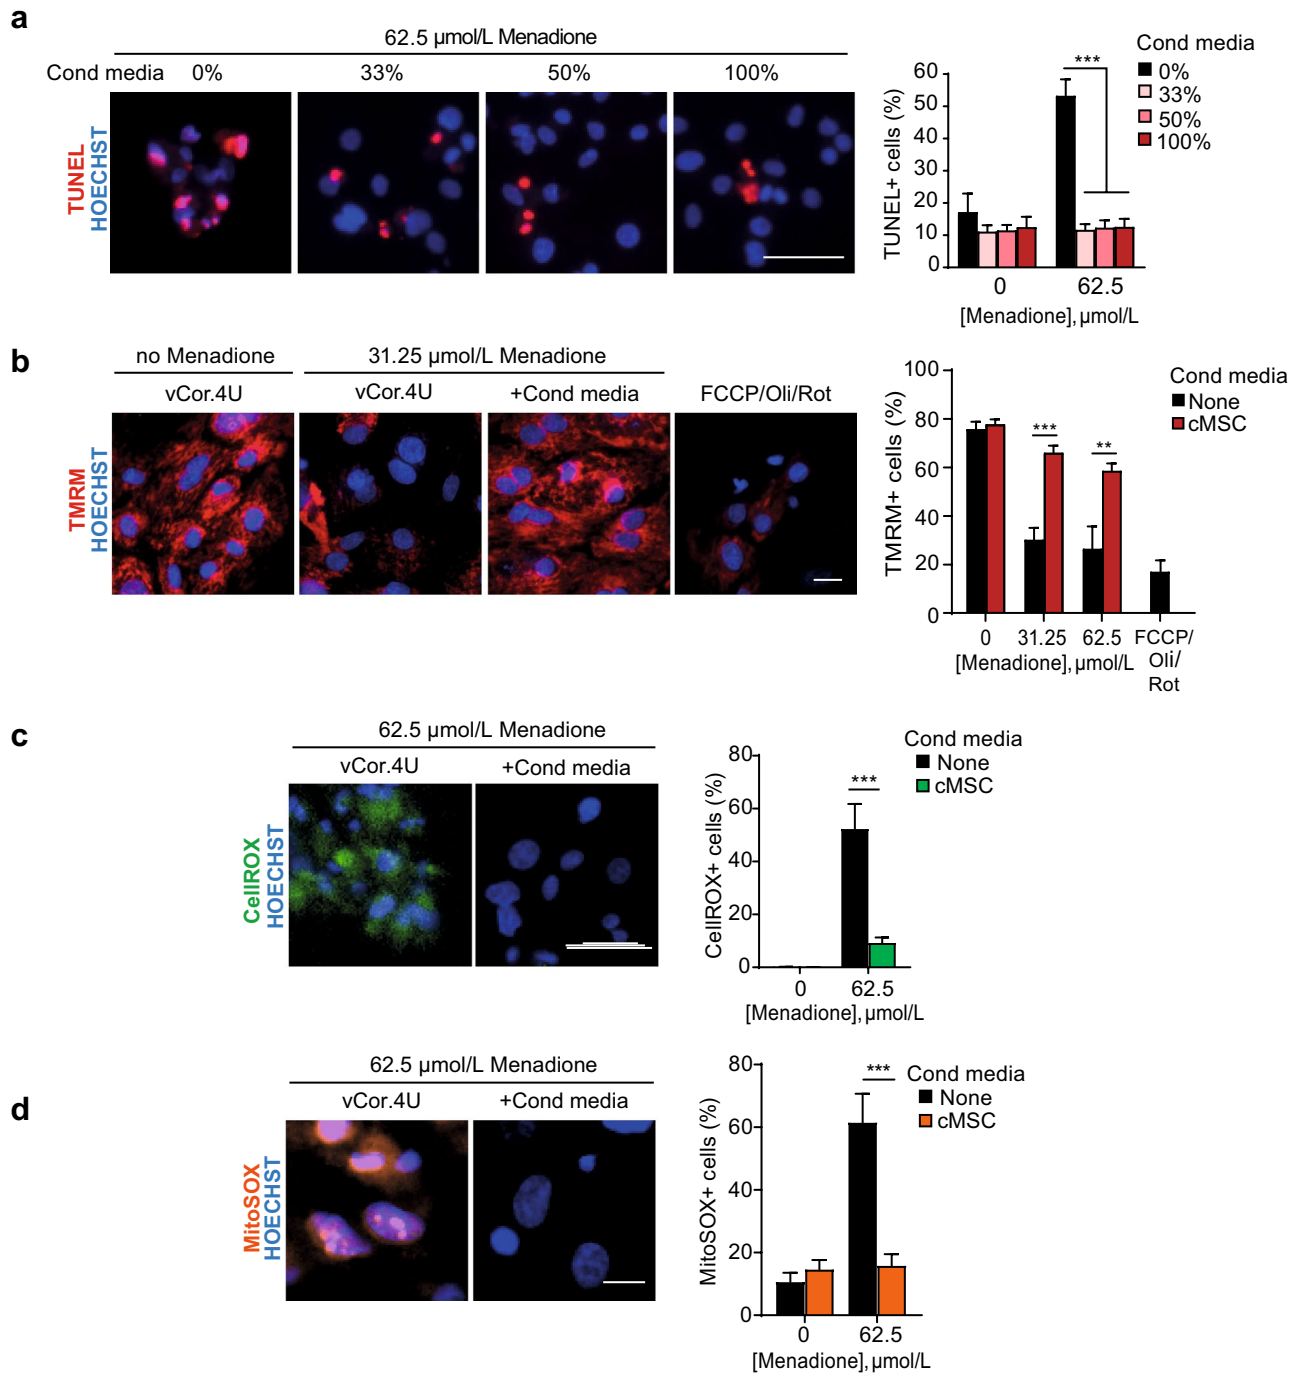 a
62.5 µmol/L Menadione
Cond media 0% 33% 50% 100%
TUNEL
HOECHST
TUNEL+ cells (%)
60
50
40
30
20
10
0
***
0 62.5
[Menadione], µmol/L
Cond media
0%
33%
50%
100%
b
no Menadione 31.25 µmol/L Menadione
vCor.4U vCor.4U +Cond media FCCP/Oli/Rot
TMRM
HOECHST
TMRM+ cells (%)
100
80
60
40
20
0
*** **
0 31.25 62.5 FCCP/
Oli/
Rot
[Menadione], µmol/L
Cond media
None
cMSC
c
62.5 µmol/L Menadione
vCor.4U +Cond media
CellROX
HOECHST
CellROX+ cells (%)
80
60
40
20
0
***
0 62.5
[Menadione], µmol/L
Cond media
None
cMSC
d
62.5 µmol/L Menadione
vCor.4U +Cond media
MitoSOX
HOECHST
MitoSOX+ cells (%)
80
60
40
20
0
***
0 62.5
[Menadione], µmol/L
Cond media
None
cMSC